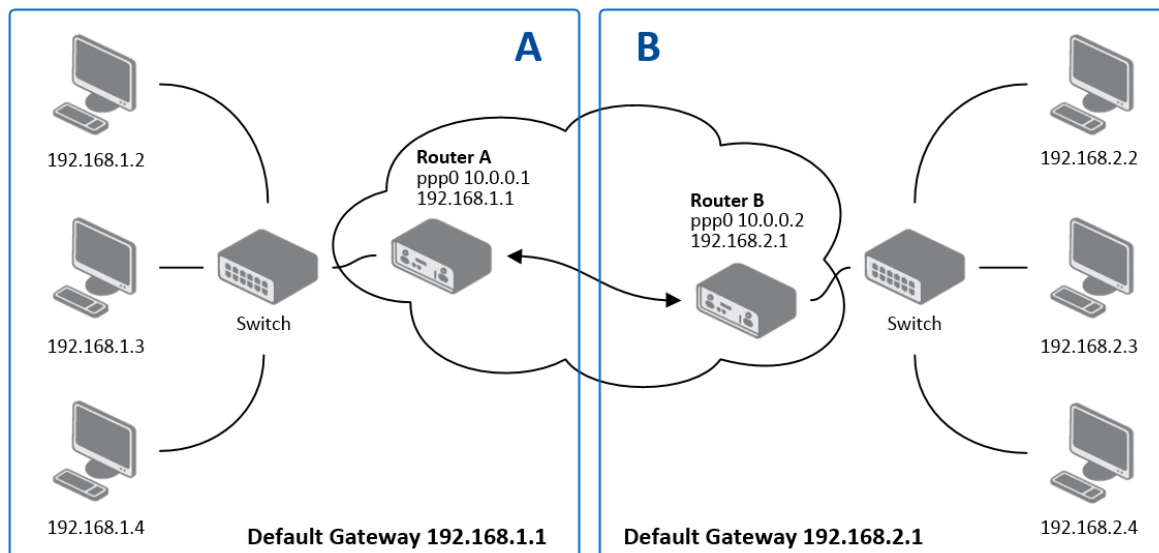 A
B
192.168.1.2
192.168.1.3
192.168.1.4
Switch
Router A
ppp0 10.0.0.1
192.168.1.1
Default Gateway 192.168.1.1
Router B
ppp0 10.0.0.2
192.168.2.1
Switch
192.168.2.2
192.168.2.3
192.168.2.4
Default Gateway 192.168.2.1